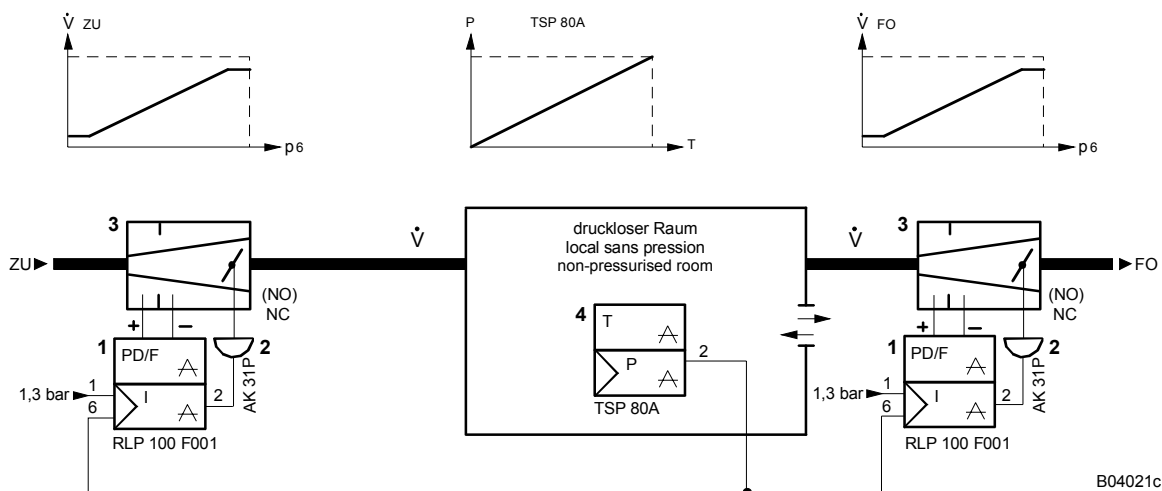 V̇ ZU
p6
P
TSP 80A
T
V̇ FO
p6
3
ZU
(NO)
NC
+
–
1
PD/F
2
1,3 bar
1
6
I
2
AK 31P
RLP 100 F001
V̇
druckloser Raum
local sans pression
non-pressurised room
4
T
P
2
TSP 80A
V̇
3
FO
(NO)
NC
+
–
1
PD/F
2
1,3 bar
1
6
I
2
AK 31P
RLP 100 F001
B04021c